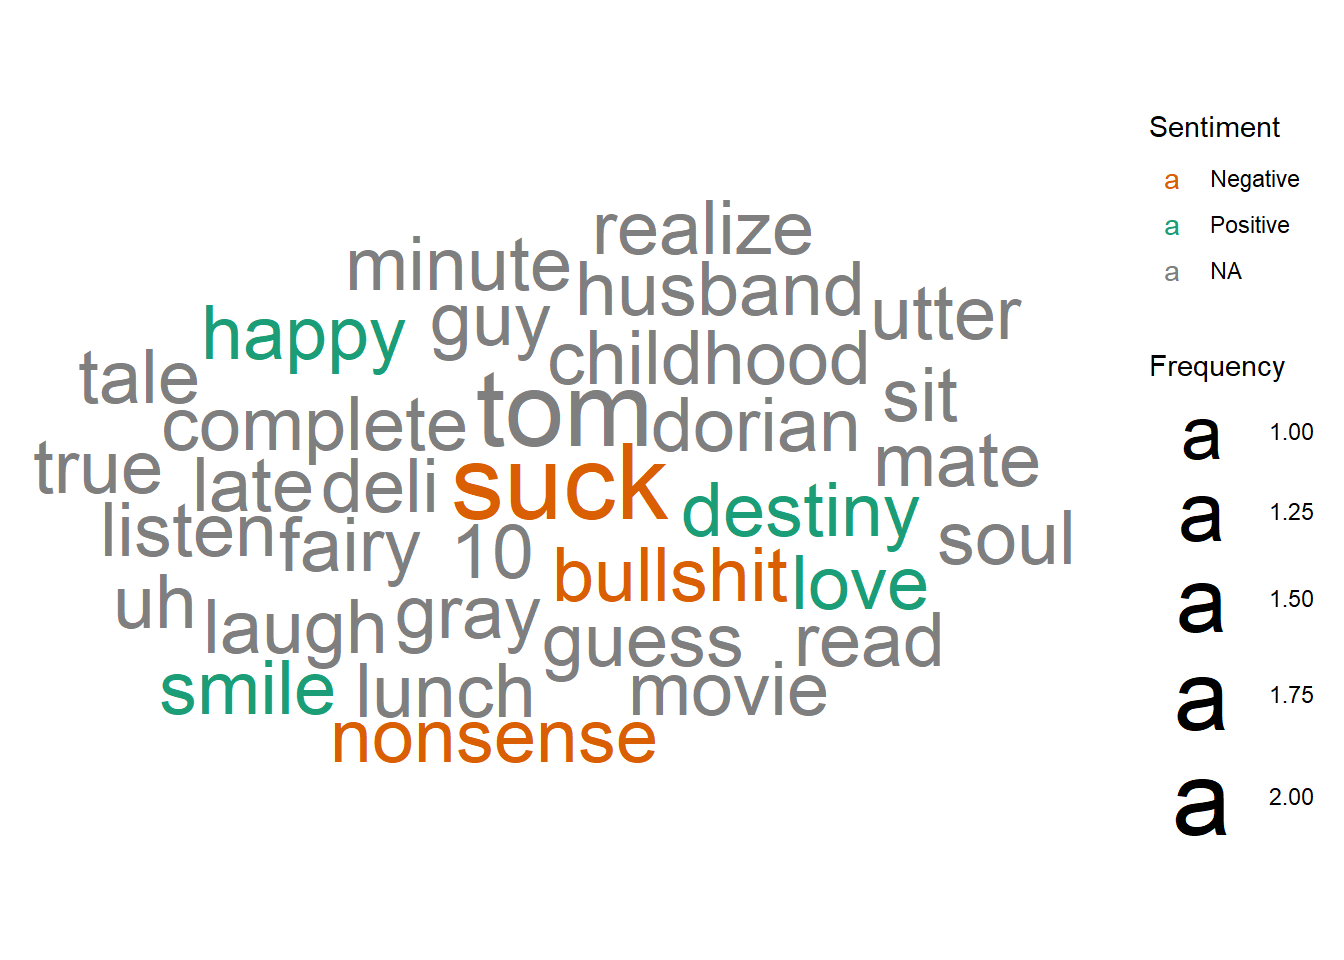 realize
minute
husband
utter
guy
happy
childhood
tale
sit
tom
complete
dorian
mate
true
late
deli
suck
destiny
listen
fairy
10
soul
bullshit
love
uh
gray
laugh
guess
read
smile
lunch
movie
nonsense
Sentiment
a Negative
a Positive
a NA
Frequency
a 1.00
a 1.25
a 1.50
a 1.75
a 2.00